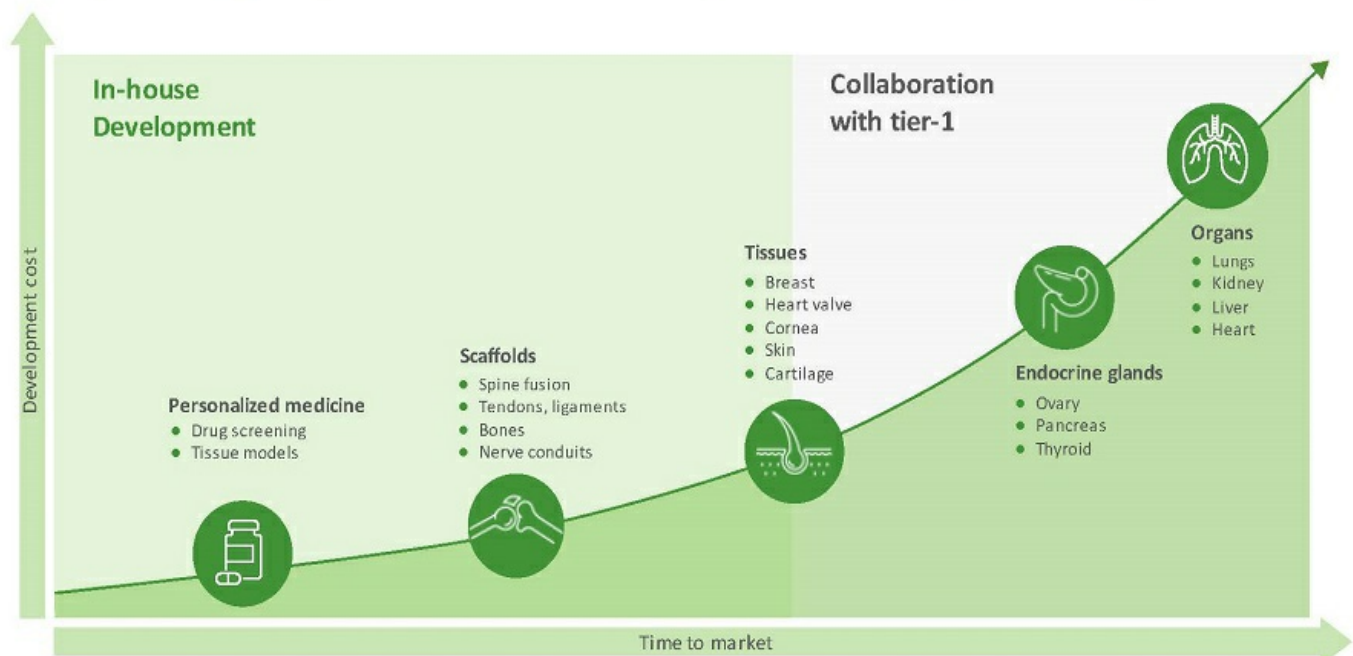 In-house
Development
Collaboration
with tier-1
Development cost
Personalized medicine
Drug screening
Tissue models
Scaffolds
Spine fusion
Tendons, ligaments
Bones
Nerve conduits
Tissues
Breast
Heart valve
Cornea
Skin
Cartilage
Endocrine glands
Ovary
Pancreas
Thyroid
Organs
Lungs
Kidney
Liver
Heart
Time to market